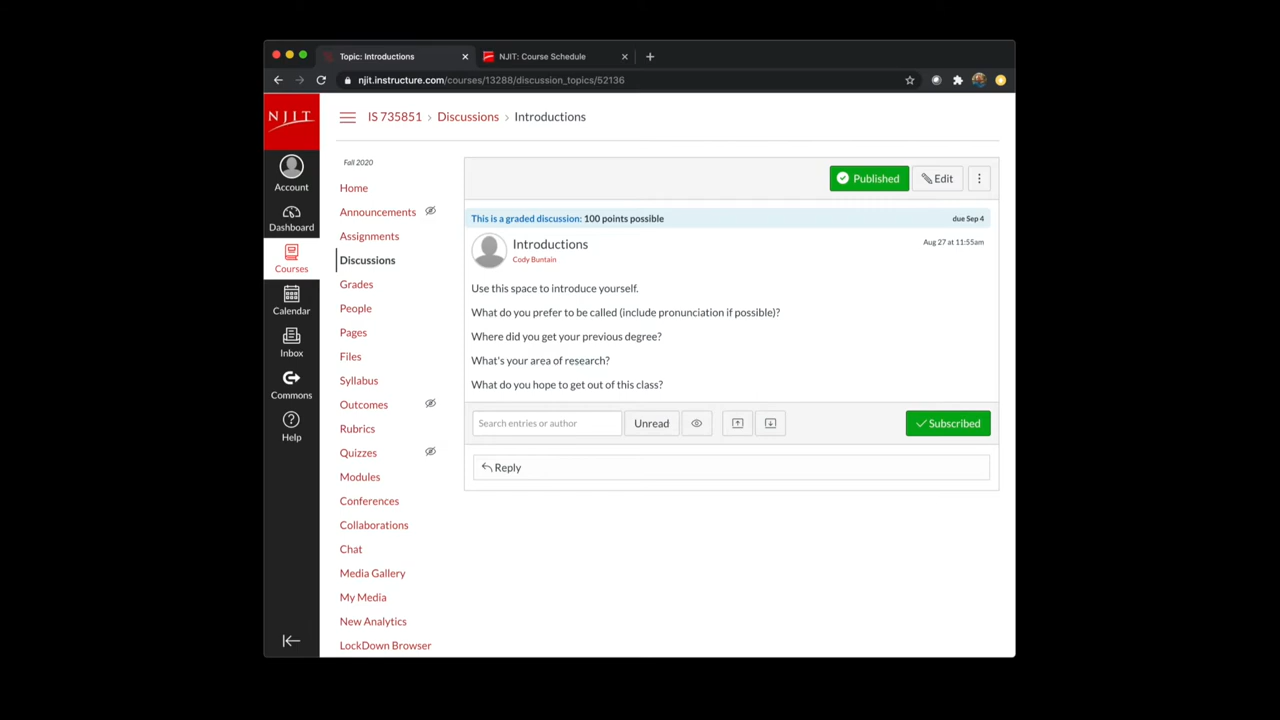 Topic: Introductions
NJIT: Course Schedule
njit.instructure.com/courses/13288/discussion_topics/52136
NJIT
IS 735851 › Discussions › Introductions
Account
Dashboard
Courses
Calendar
Inbox
Commons
Help
Fall 2020
Home
Announcements
Assignments
Discussions
Grades
People
Pages
Files
Syllabus
Outcomes
Rubrics
Quizzes
Modules
Conferences
Collaborations
Chat
Media Gallery
My Media
New Analytics
LockDown Browser
Published
Edit
This is a graded discussion: 100 points possible
due Sep 4
Introductions
Aug 27 at 11:55am
Cody Buntain
Use this space to introduce yourself.
What do you prefer to be called (include pronunciation if possible)?
Where did you get your previous degree?
What's your area of research?
What do you hope to get out of this class?
Search entries or author
Unread
Subscribed
Reply